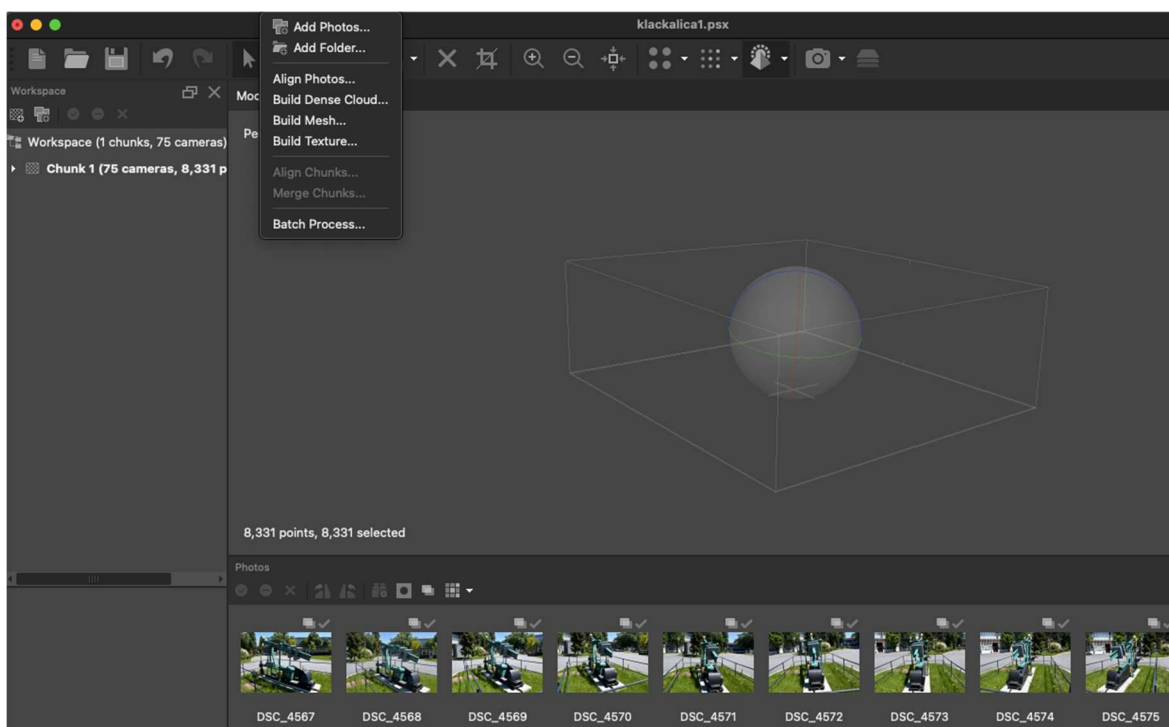 klackalica1.psx
Add Photos...
Add Folder...
Align Photos...
Build Dense Cloud...
Build Mesh...
Build Texture...
Align Chunks...
Merge Chunks...
Batch Process...
Workspace
Workspace (1 chunks, 75 cameras)
Chunk 1 (75 cameras, 8,331 p
Moc
Pe
8,331 points, 8,331 selected
Photos
DSC_4567 DSC_4568 DSC_4569 DSC_4570 DSC_4571 DSC_4572 DSC_4573 DSC_4574 DSC_4575